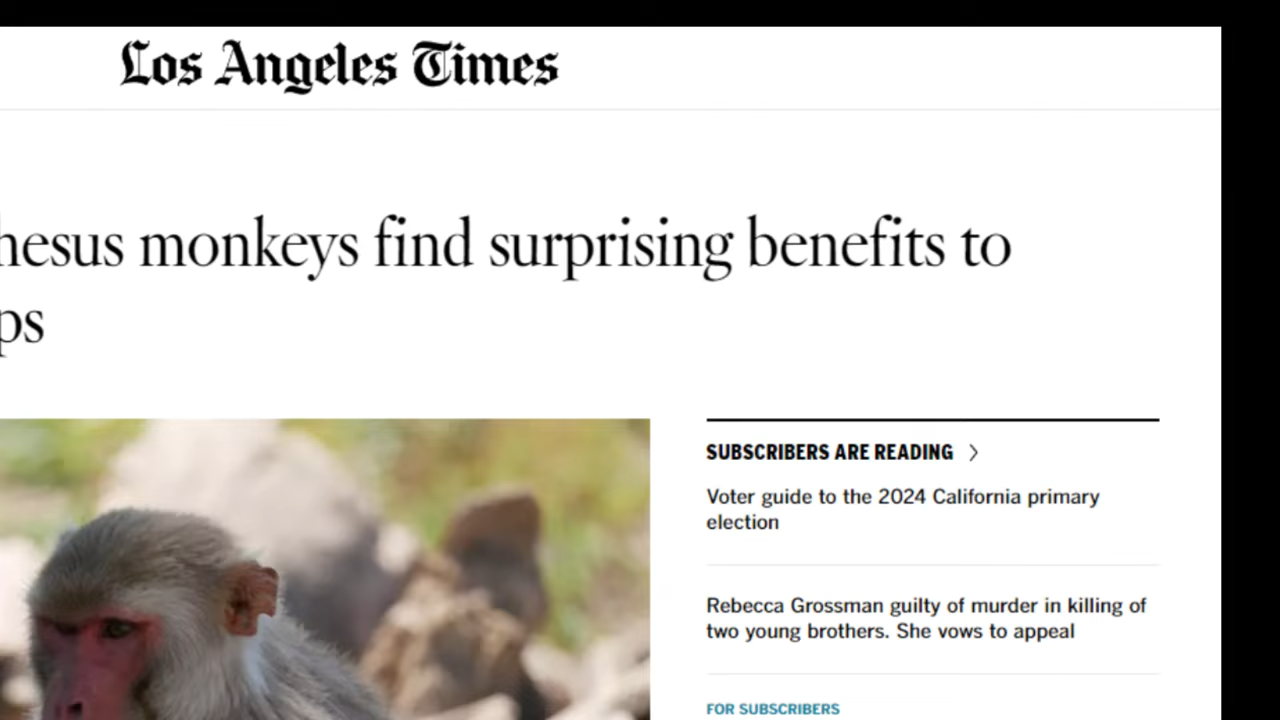 Los Angeles Times
hesus monkeys find surprising benefits to
ps
SUBSCRIBERS ARE READING
Voter guide to the 2024 California primary
election
Rebecca Grossman guilty of murder in killing of
two young brothers. She vows to appeal
FOR SUBSCRIBERS